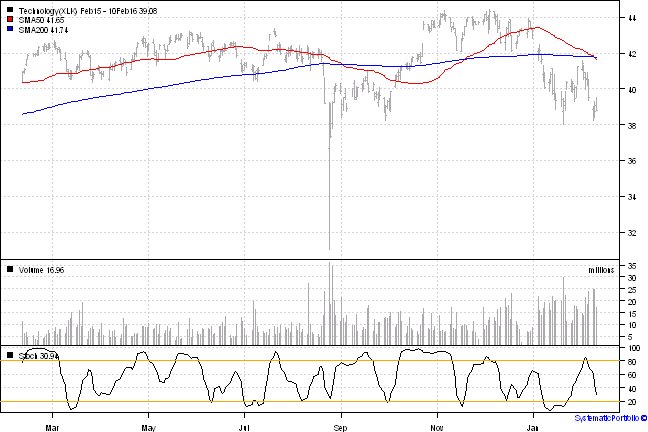 Technology(XLK) Feb15 - 10Feb16 39.08
SMA50 41.65
SMA200 41.74
44
42
40
38
36
34
32
Volume 16.96
millions
35
30
25
20
15
10
5
Stoch 30.94
100
80
60
40
20
Mar May Jul Sep Nov Jan
SystematicPortfolio ©